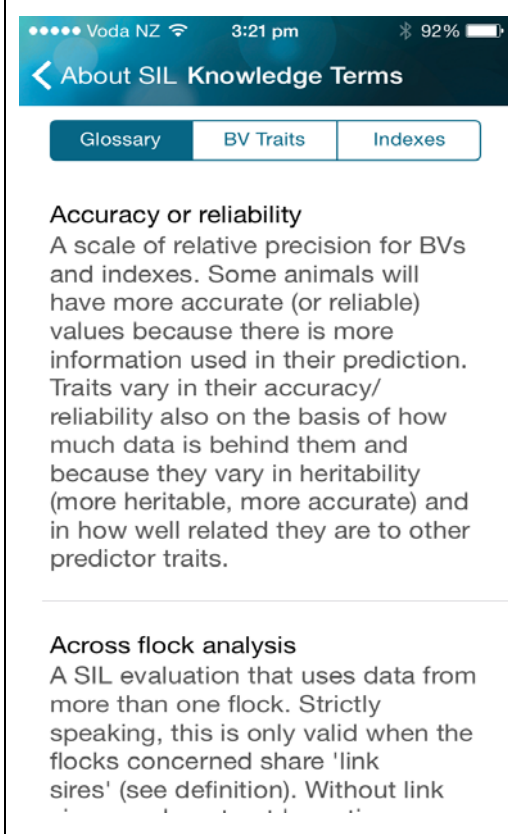 Voda NZ 3:21 pm 92%
About SIL Knowledge Terms
Glossary BV Traits Indexes
Accuracy or reliability
A scale of relative precision for BVs
and indexes. Some animals will
have more accurate (or reliable)
values because there is more
information used in their prediction.
Traits vary in their accuracy/
reliability also on the basis of how
much data is behind them and
because they vary in heritability
(more heritable, more accurate) and
in how well related they are to other
predictor traits.
Across flock analysis
A SIL evaluation that uses data from
more than one flock. Strictly
speaking, this is only valid when the
flocks concerned share 'link
sires' (see definition). Without link